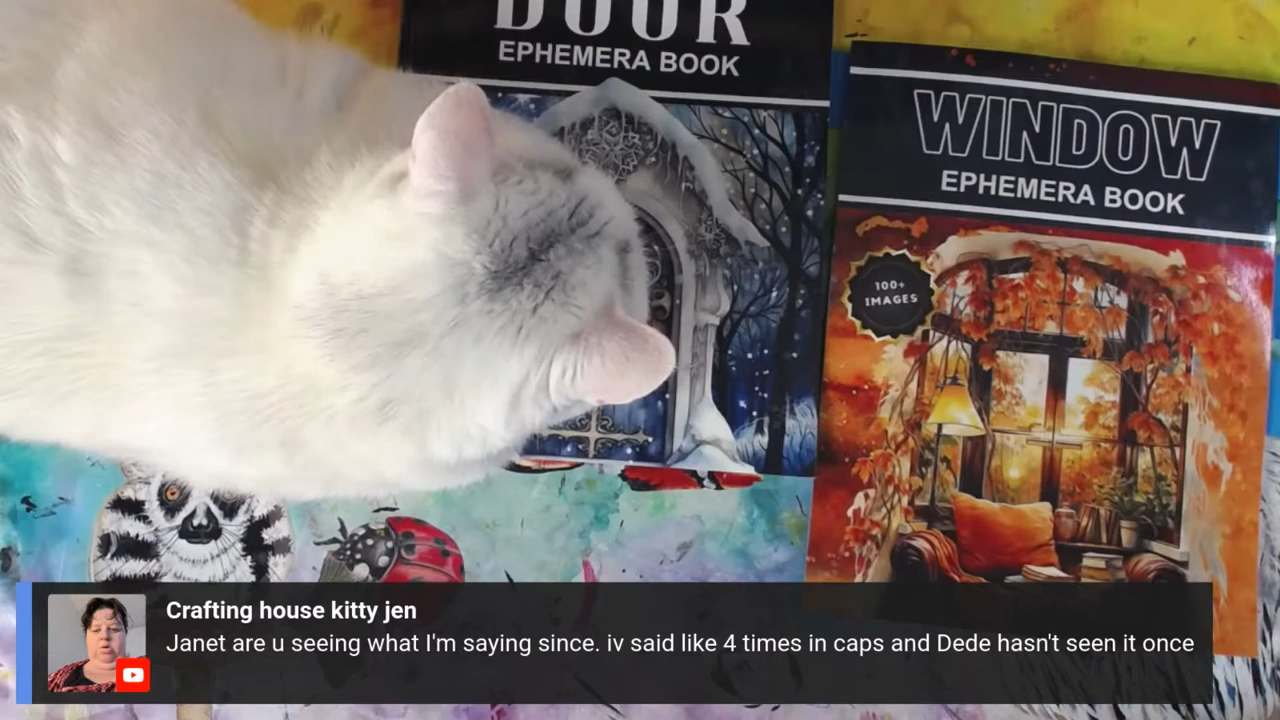 DOOR
EPHEMERA BOOK
WINDOW
EPHEMERA BOOK
100+
IMAGES
Crafting house kitty jen
Janet are u seeing what I'm saying since. iv said like 4 times in caps and Dede hasn't seen it once